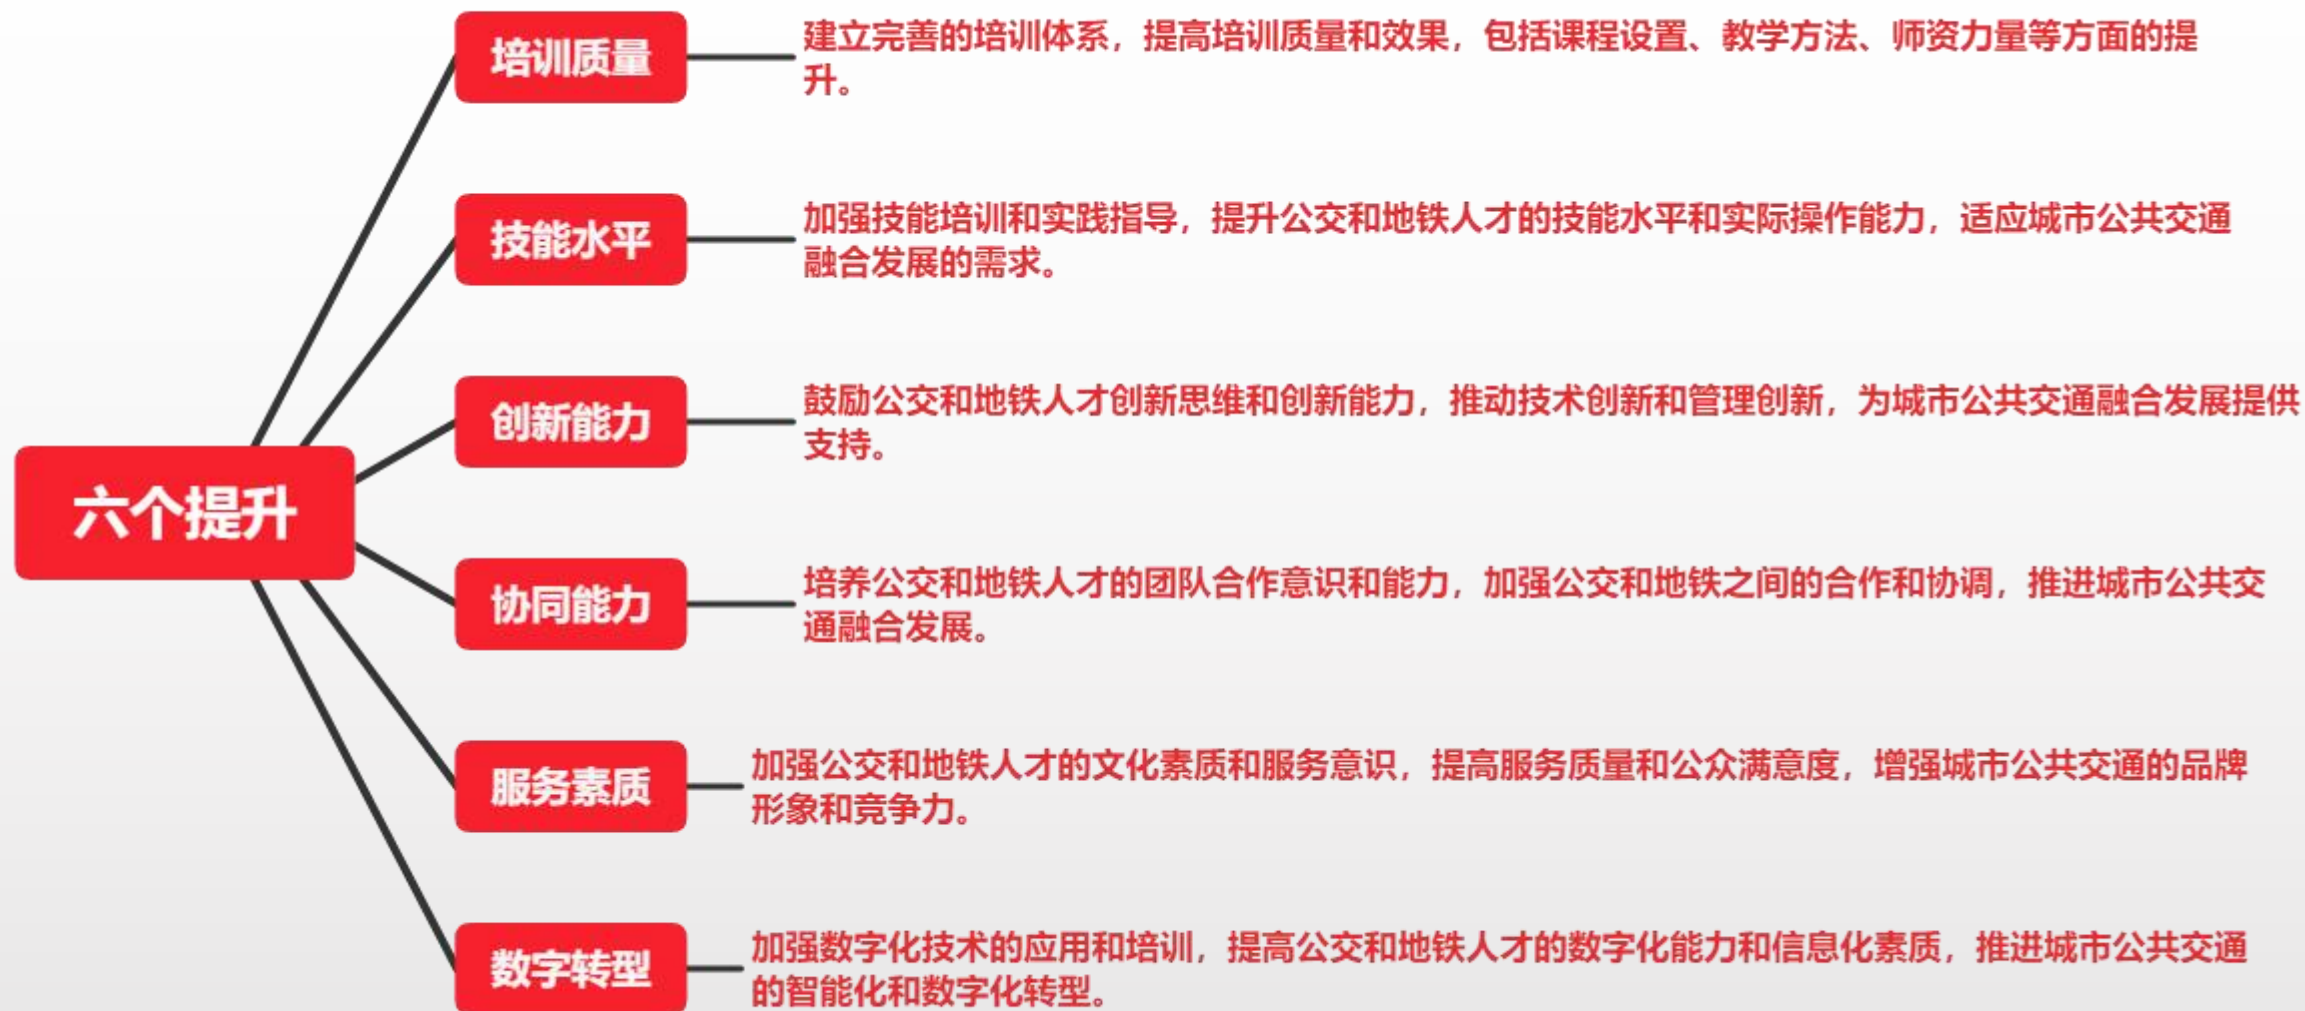 培训质量
建立完善的培训体系，提高培训质量和效果，包括课程设置、教学方法、师资力量等方面的提
升。
技能水平
加强技能培训和实践指导，提升公交和地铁人才的技能水平和实际操作能力，适应城市公共交通
融合发展的需求。
创新能力
鼓励公交和地铁人才创新思维和创新能力，推动技术创新和管理创新，为城市公共交通融合发展提供
支持。
六个提升
协同能力
培养公交和地铁人才的团队合作意识和能力，加强公交和地铁之间的合作和协调，推进城市公共交
通融合发展。
服务素质
加强公交和地铁人才的文化素质和服务意识，提高服务质量和公众满意度，增强城市公共交通的品牌
形象和竞争力。
数字转型
加强数字化技术的应用和培训，提高公交和地铁人才的数字化能力和信息化素质，推进城市公共交通
的智能化和数字化转型。